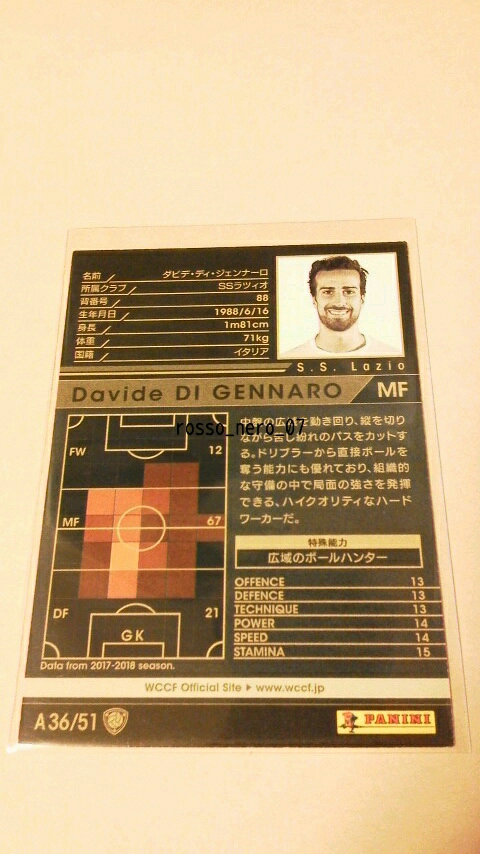 名前 ダビデ・ディ・ジェンナーロ
所属クラブ SSラツィオ
背番号 88
生年月日 1988/6/16
身長 1m81cm
体重 71kg
国籍 イタリア
S.S. Lazio
Davide DI GENNARO MF
rosso_nero_07
FW 12
MF 67
DF 21
GK
Data from 2017-2018 season.
の広 を動き回り、縦を切り
ながら苦し紛れのパスをカットす
る。ドリブラーから直接ボールを
奪う能力にも優れており、組織的
な守備の中で局面の強さを発揮
できる、ハイクオリティなハード
ワーカーだ。
特殊能力
広域のボールハンター
OFFENCE 13
DEFENCE 13
TECHNIQUE 13
POWER 14
SPEED 14
STAMINA 15
WCCF Official Site ▶ www.wccf.jp
A36/51
PANINI